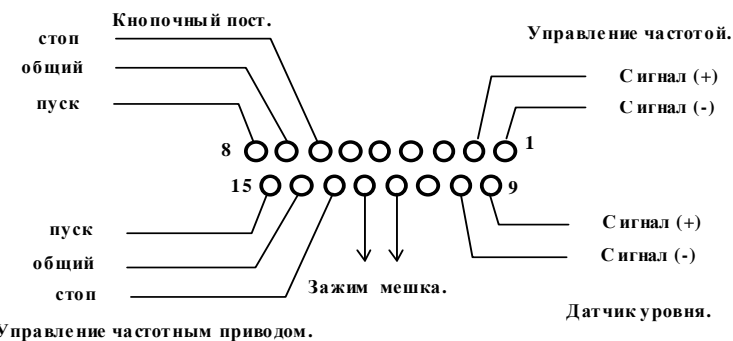 Кнопочный пост.
стоп
общий
пуск
Управление частотой.
Сигнал (+)
Сигнал (-)
8
1
15
9
пуск
общий
стоп
Зажим мешка.
Сигнал (+)
Сигнал (-)
Датчик уровня.
Управление частотным приводом.